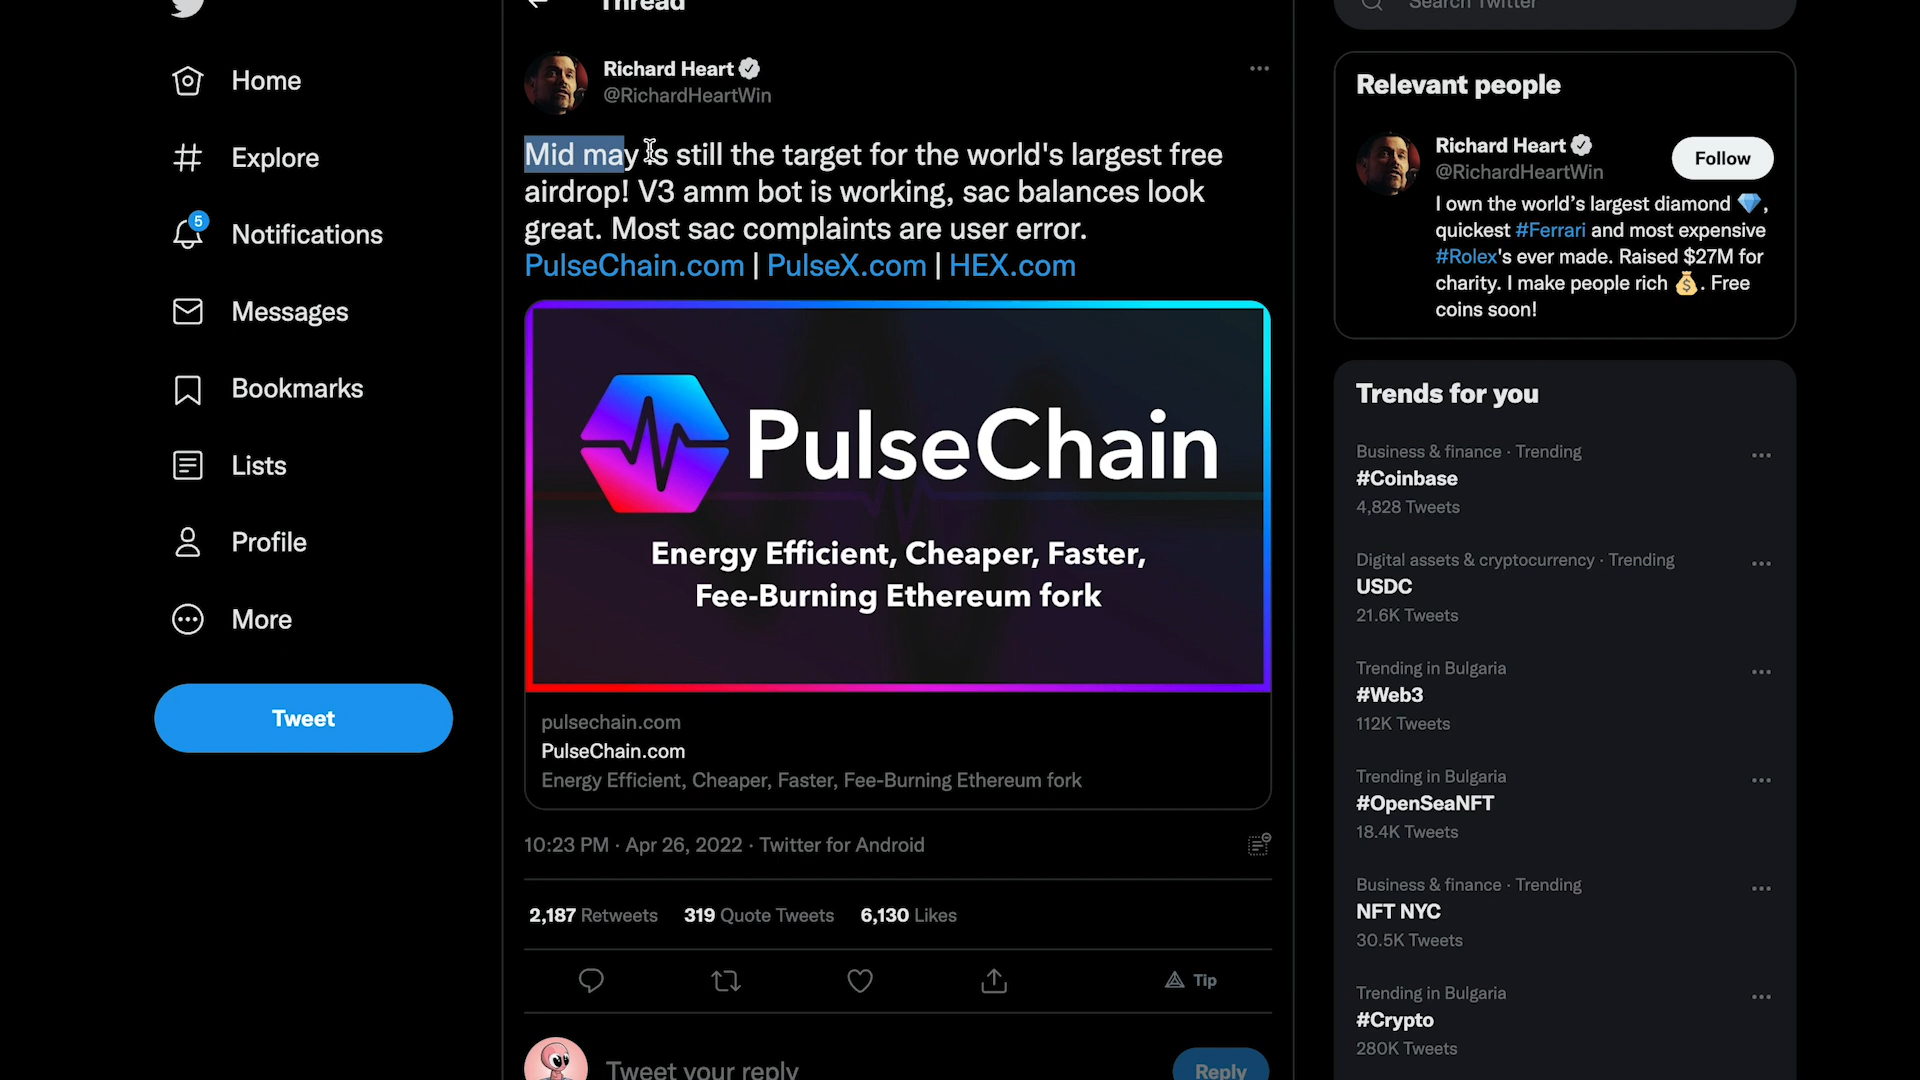 Thread
Search Twitter
Home
Explore
5
Notifications
Messages
Bookmarks
Lists
Profile
More
Tweet
Richard Heart
@RichardHeartWin
Mid may is still the target for the world's largest free
airdrop! V3 amm bot is working, sac balances look
great. Most sac complaints are user error.
PulseChain.com | PulseX.com | HEX.com
PulseChain
Energy Efficient, Cheaper, Faster,
Fee-Burning Ethereum fork
pulsechain.com
PulseChain.com
Energy Efficient, Cheaper, Faster, Fee-Burning Ethereum fork
10:23 PM · Apr 26, 2022 · Twitter for Android
2,187 Retweets 319 Quote Tweets 6,130 Likes
Tip
Tweet your reply
Reply
Relevant people
Richard Heart
@RichardHeartWin
Follow
I own the world's largest diamond 💎,
quickest #Ferrari and most expensive
#Rolex's ever made. Raised $27M for
charity. I make people rich 💰. Free
coins soon!
Trends for you
Business & finance · Trending
#Coinbase
4,828 Tweets
Digital assets & cryptocurrency · Trending
USDC
21.6K Tweets
Trending in Bulgaria
#Web3
112K Tweets
Trending in Bulgaria
#OpenSeaNFT
18.4K Tweets
Business & finance · Trending
NFT NYC
30.5K Tweets
Trending in Bulgaria
#Crypto
280K Tweets